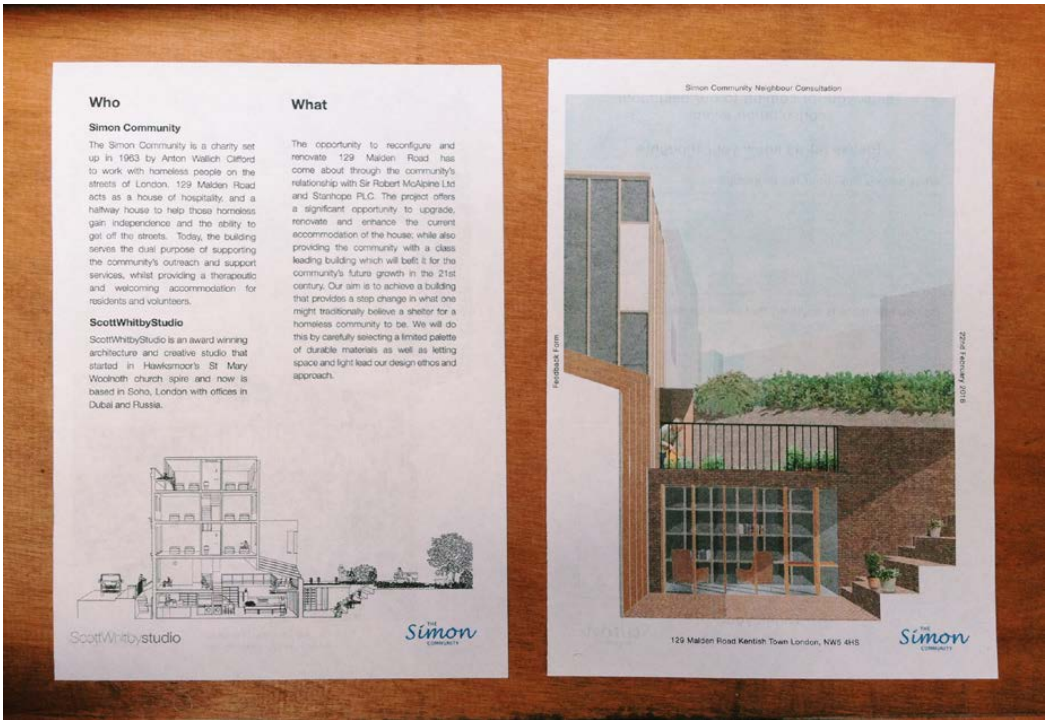 Who
Simon Community
The Simon Community is a charity set
up in 1963 by Anton Wallich Clifford
to work with homeless people on the
streets of London. 129 Malden Road
acts as a house of hospitality, and a
halfway house to help those homeless
gain independence and the ability to
get off the streets. Today, the building
serves the dual purpose of supporting
the community's outreach and support
services, whilst providing a therapeutic
and welcoming accommodation for
residents and volunteers.
ScottWhitbyStudio
ScottWhitbyStudio is an award winning
architecture and creative studio that
started in Hawksmoor's St Mary
Woolnoth church spire and now is
based in Soho, London with offices in
Dubai and Russia.
What
The opportunity to reconfigure and
renovate 129 Malden Road has
come about through the community's
relationship with Sir Robert McAlpine Ltd
and Stanhope PLC. The project offers
a significant opportunity to upgrade,
renovate and enhance the current
accommodation of the house; while also
providing the community with a class
leading building which will befit it for the
community's future growth in the 21st
century. Our aim is to achieve a building
that provides a step change in what one
might traditionally believe a shelter for a
homeless community to be. We will do
this by carefully selecting a limited palette
of durable materials as well as letting
space and light lead our design ethos and
approach.
ScottWhitbystudio
THE
Simon
COMMUNITY
Simon Community Neighbour Consultation
Feedback Form
22nd February 2016
129 Malden Road Kentish Town London, NW5 4HS
THE
Simon
COMMUNITY